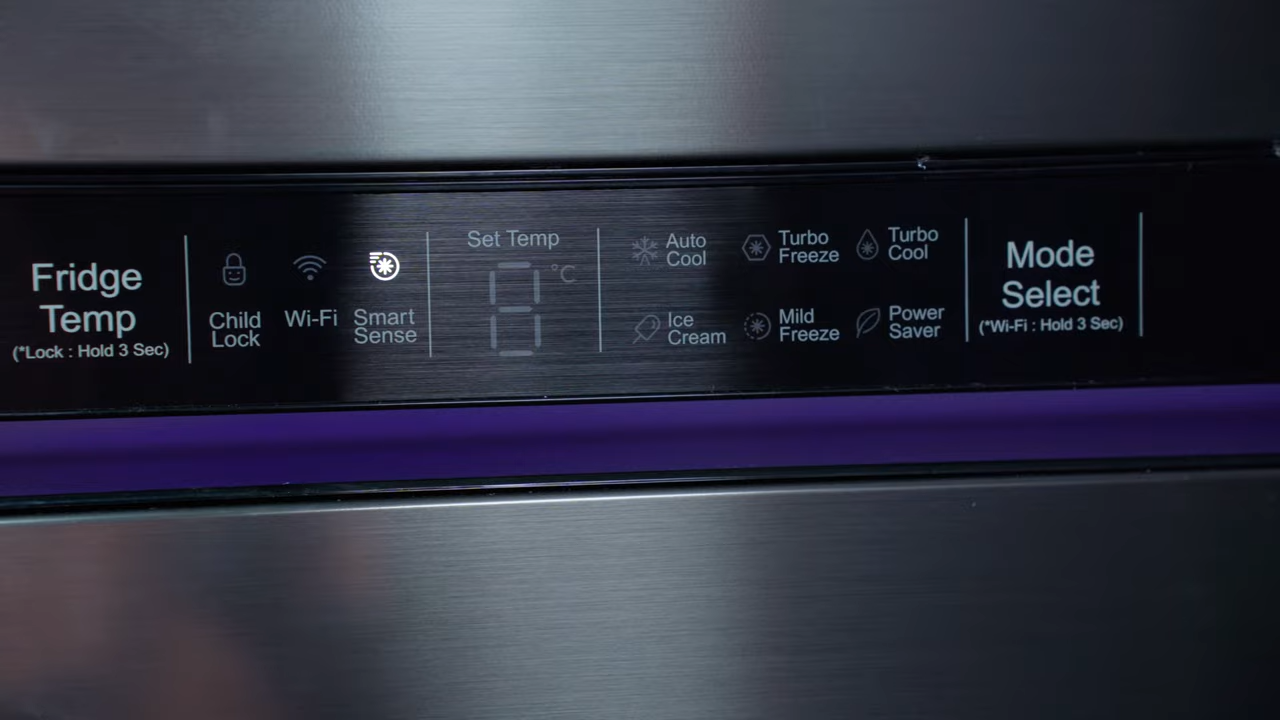 Fridge
Temp
(*Lock : Hold 3 Sec)
Child
Lock
Wi-Fi
Smart
Sense
Set Temp
8
°C
Auto
Cool
Turbo
Freeze
Turbo
Cool
Ice
Cream
Mild
Freeze
Power
Saver
Mode
Select
(*Wi-Fi : Hold 3 Sec)